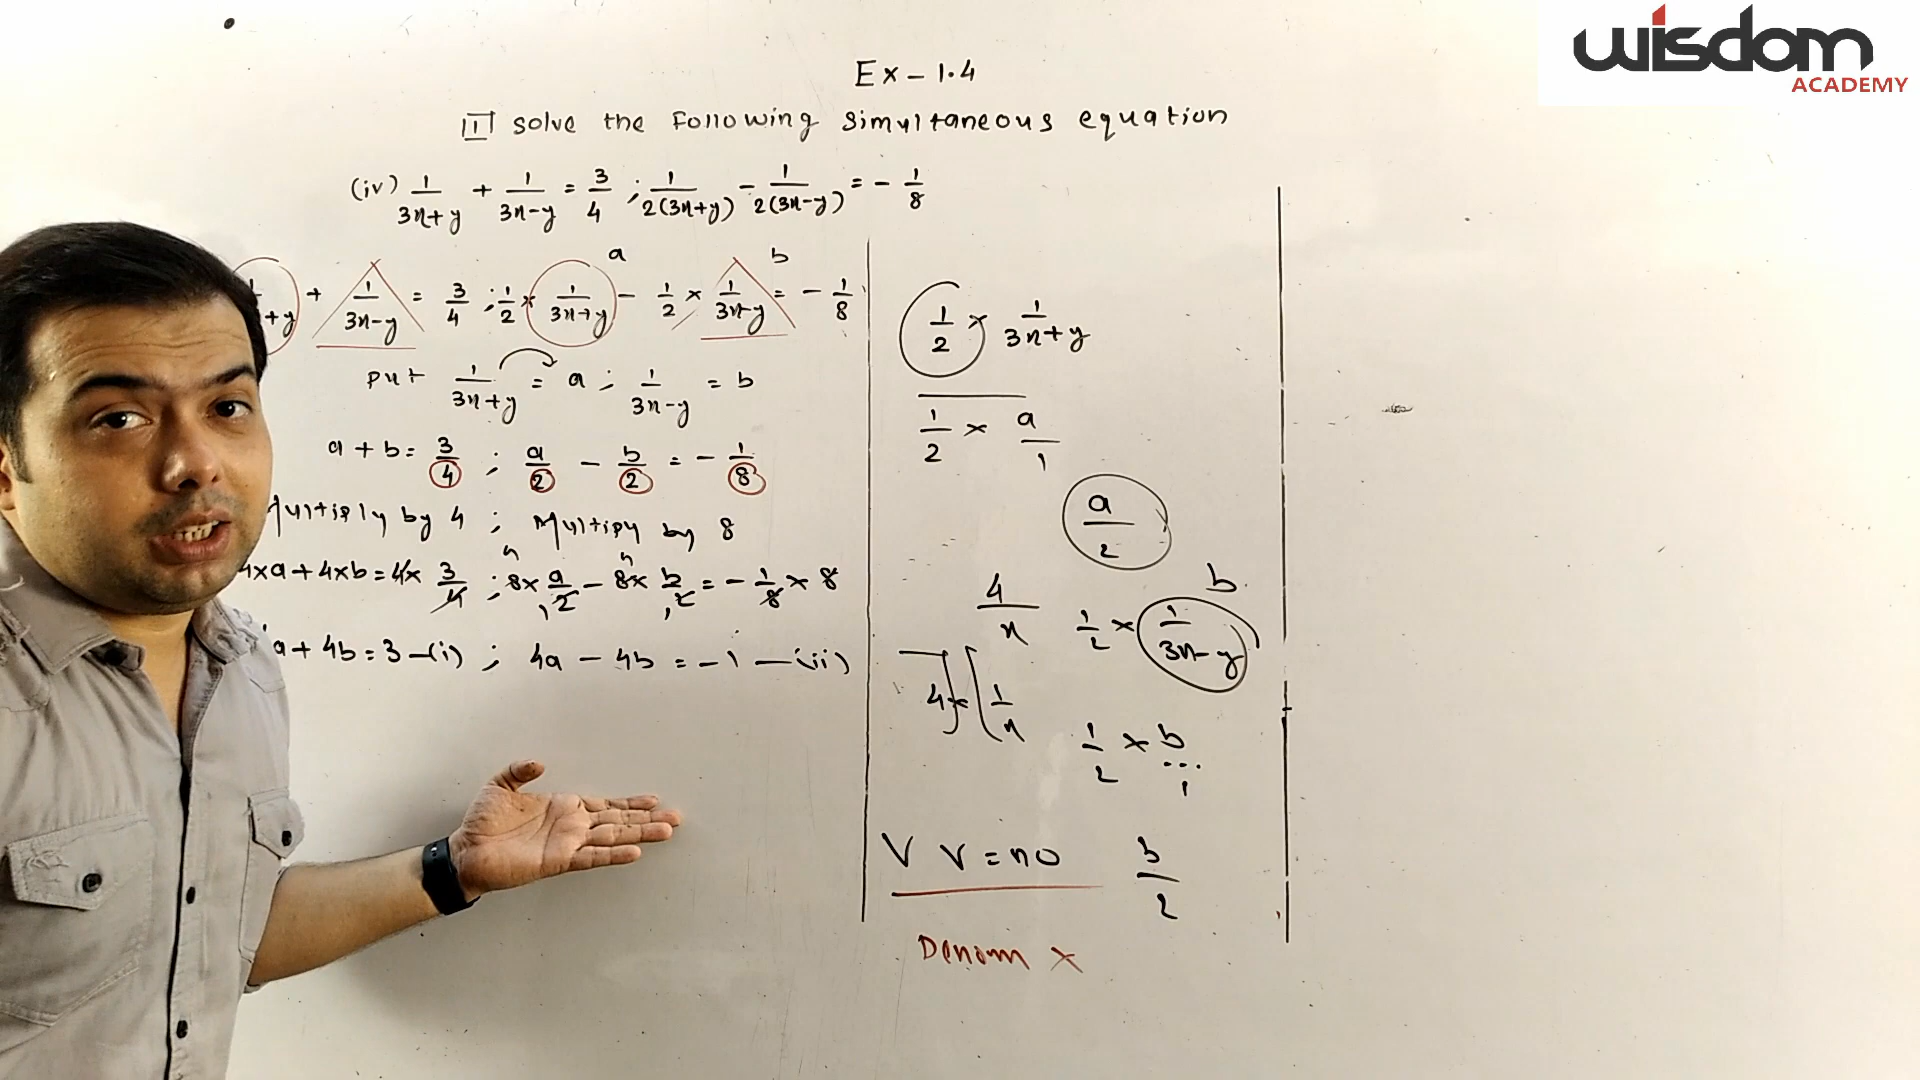 wisdom
ACADEMY
Ex – 1.4
III solve the Following simultaneous equation
(iv) 1/(3x+y) + 1/(3x-y) = 3/4 ; 1/2(3x+y) - 1/2(3x-y) = - 1/8
a b
+y + 1/(3x-y) = 3/4 ; 1/2 × 1/(3x+y) - 1/2 × 1/(3x-y) = - 1/8
put 1/(3x+y) = a ; 1/(3x-y) = b
a + b = 3/4 ; a/2 - b/2 = - 1/8
Multiply by 4 ; Multipy by 8
4×a + 4×b = 4× 3/4 ; 8× a/2 - 8× b/2 = - 1/8 × 8
a + 4b = 3 –(i) ; 4a - 4b = -1 –(ii)
1/2 × 1/(3x+y)
1/2 × a/1
a/2
4/x
4 × 1/x
b
1/2 × 1/(3x-y)
1/2 × b/1
V V = no
b/2
Denom ×